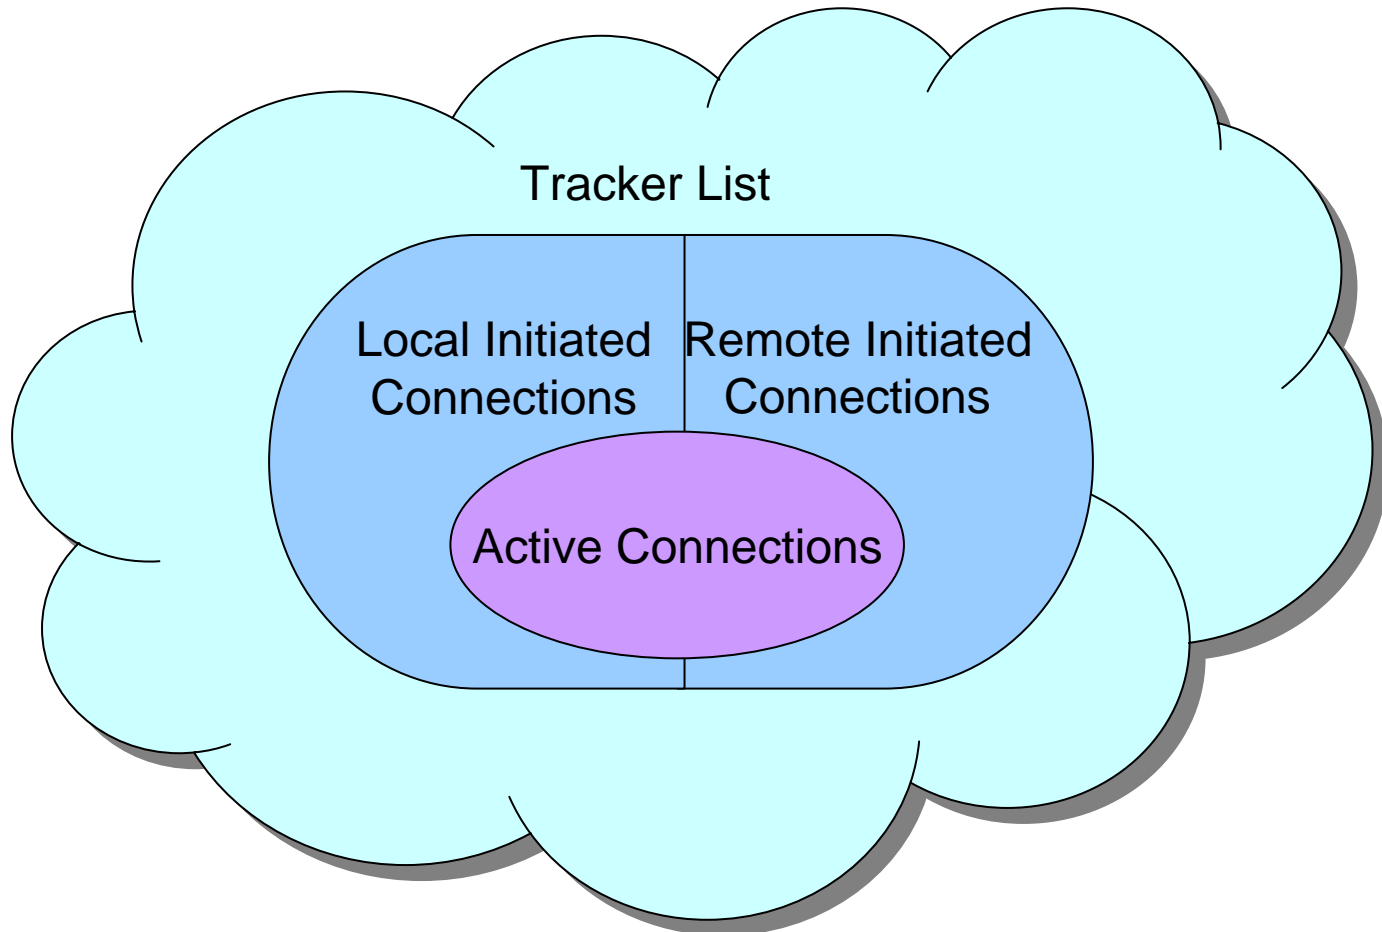 Tracker List
Local Initiated
Connections
Remote Initiated
Connections
Active Connections